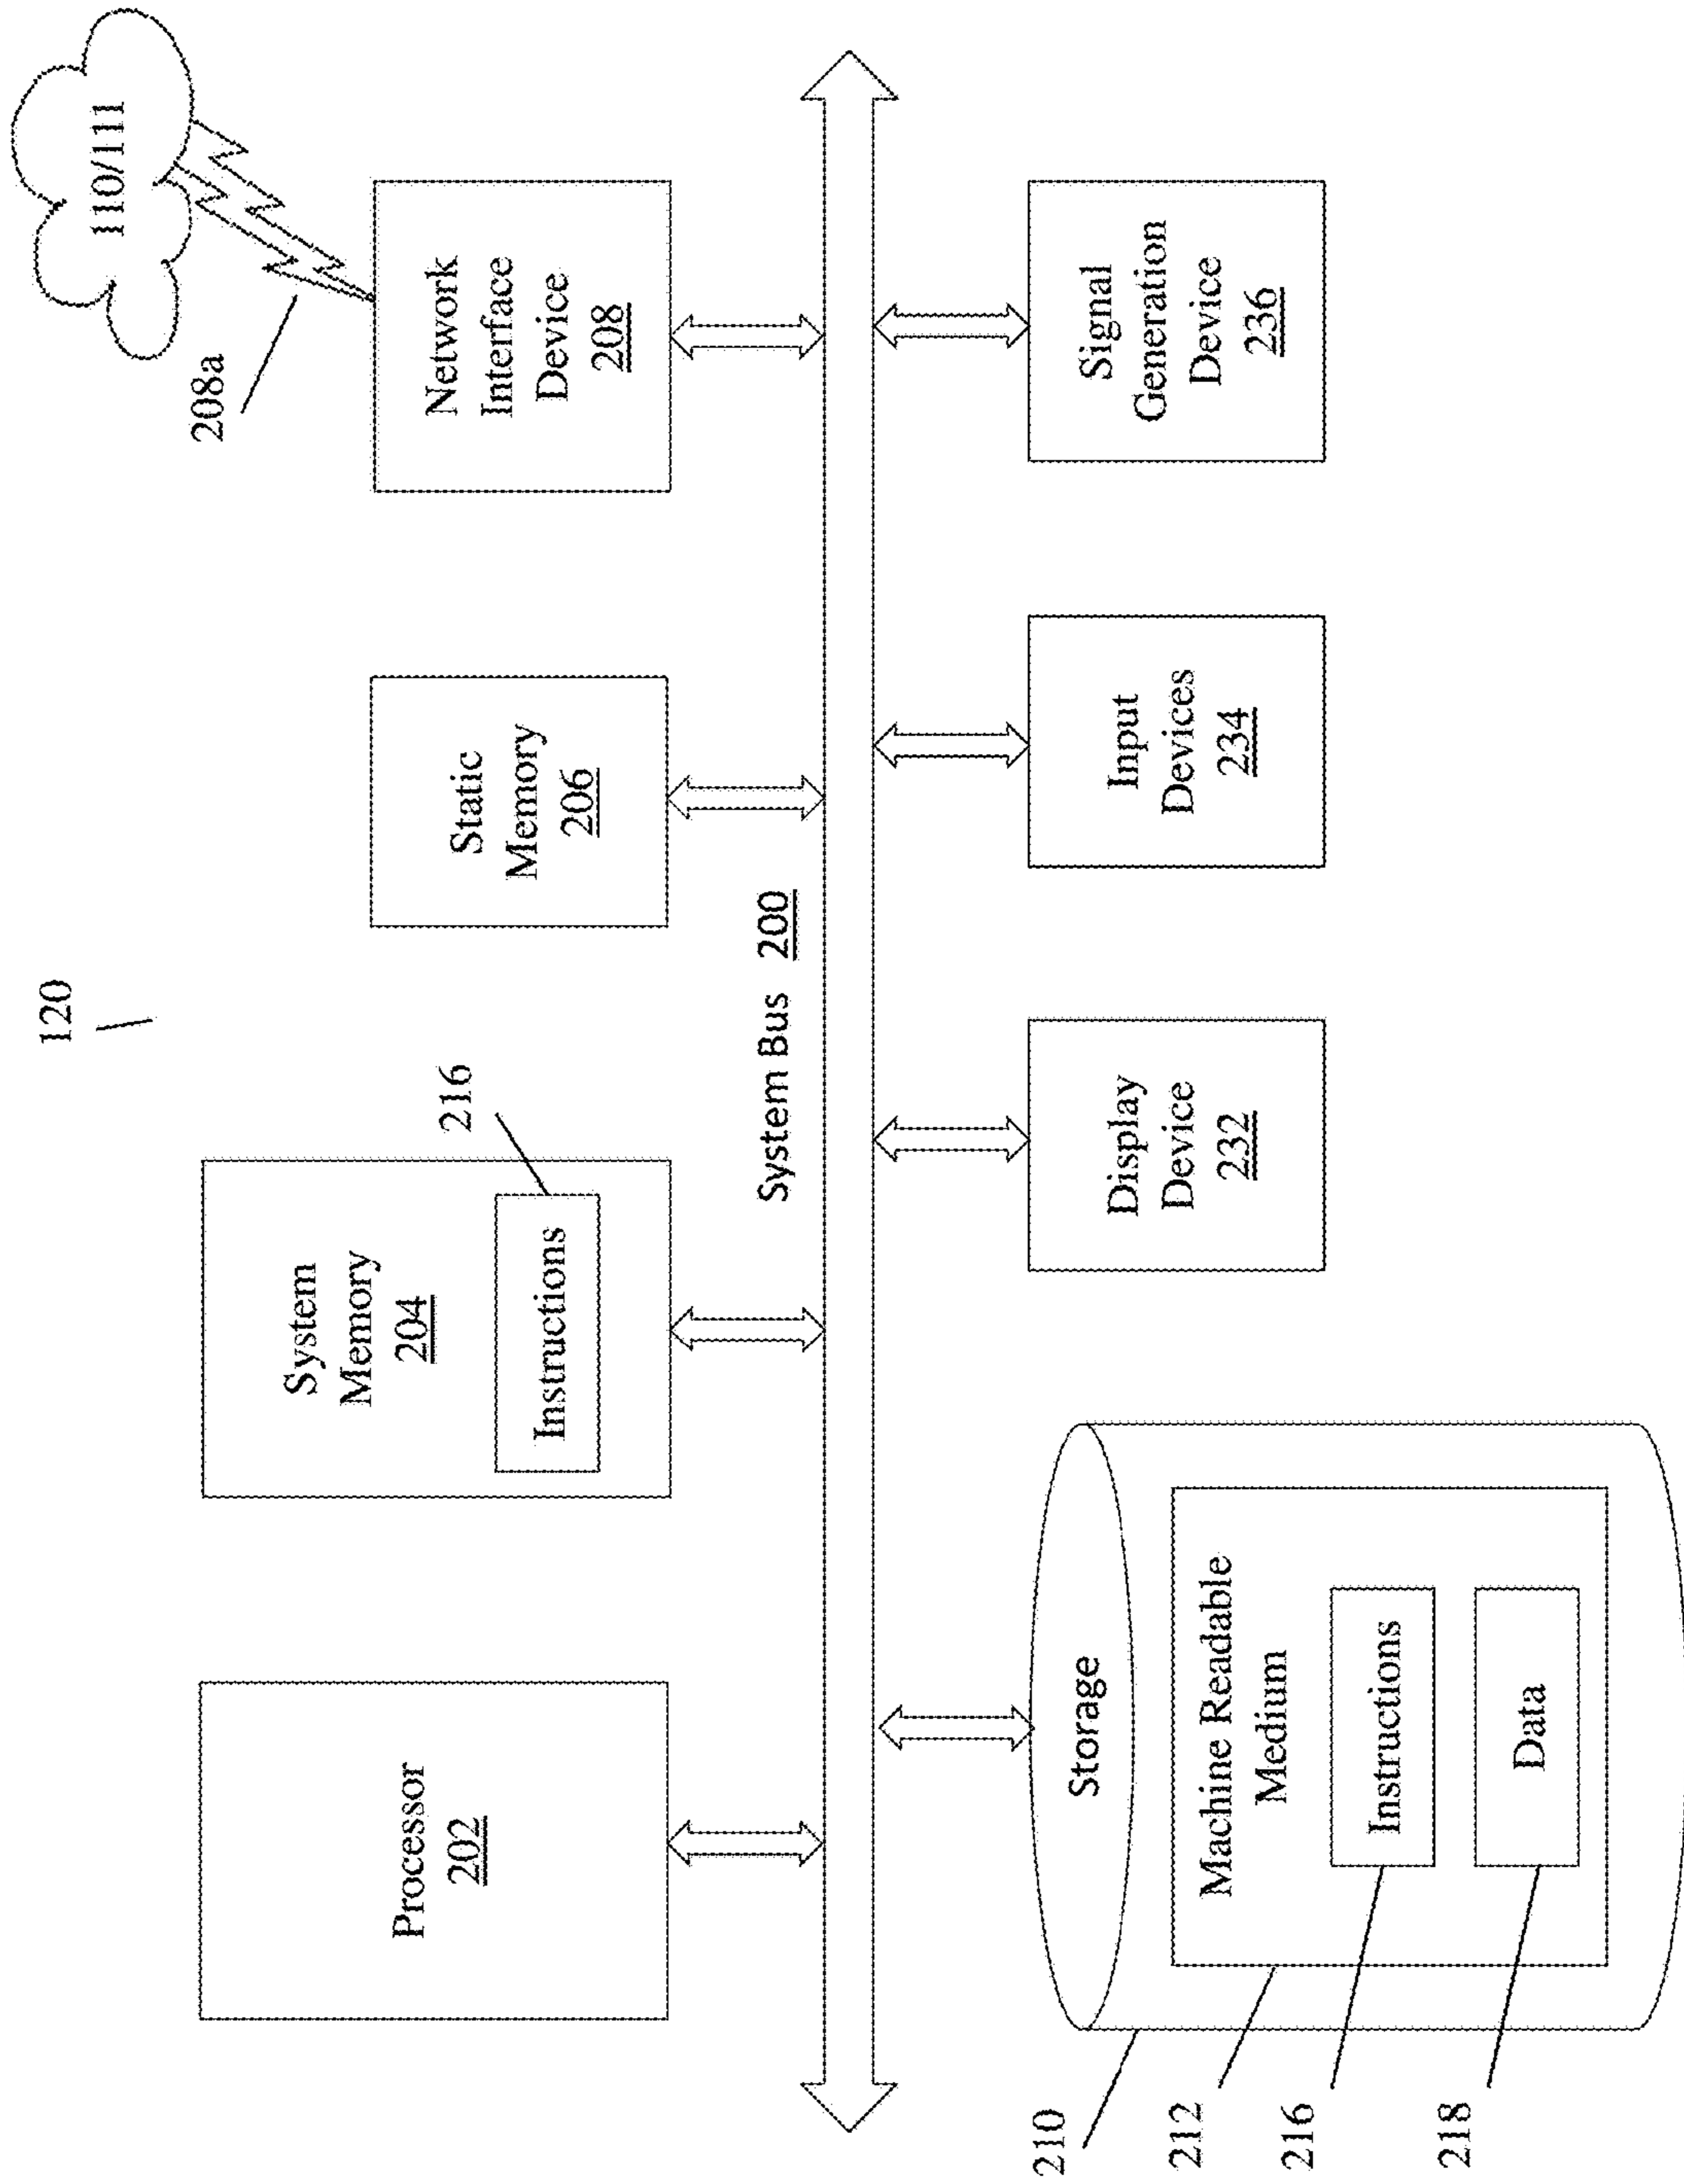 120
110/111
208a
Processor
202
System
Memory
204
Instructions
216
Static
Memory
206
Network
Interface
Device
208
System Bus 200
Storage
Machine Readable
Medium
Instructions
Data
210
212
216
218
Display
Device
232
Input
Devices
234
Signal
Generation
Device
236